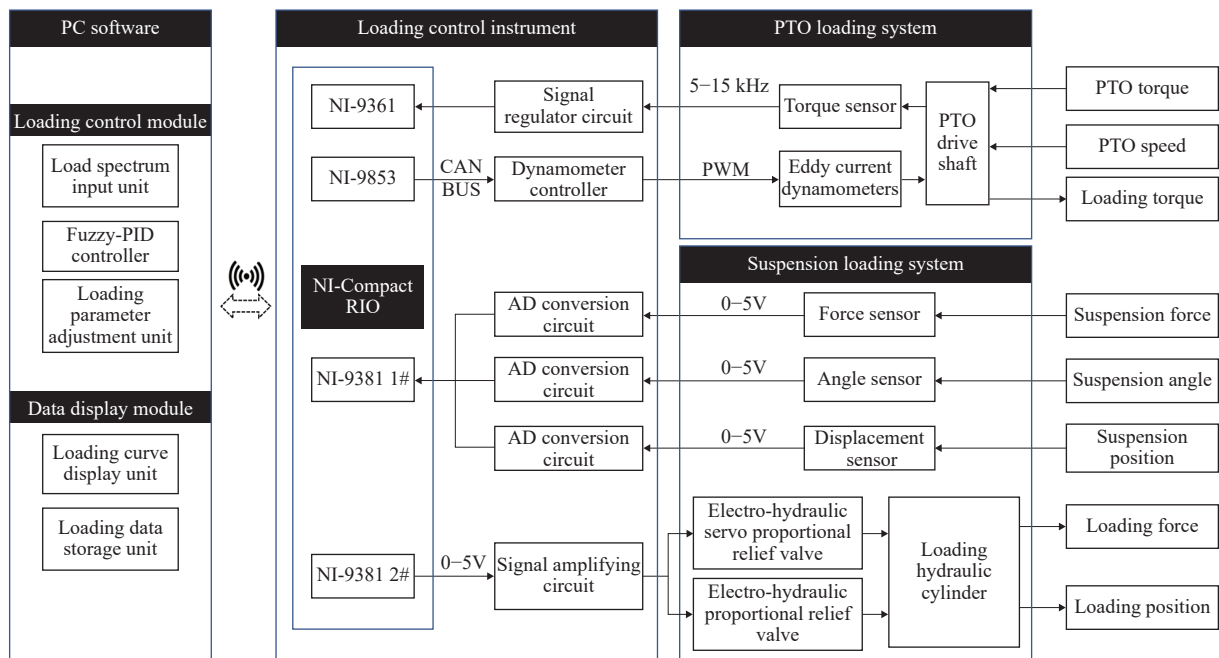 PC software
Loading control module
Load spectrum
input unit
Fuzzy-PID
controller
Loading
parameter
adjustment unit
Data display module
Loading curve
display unit
Loading data
storage unit
Loading control instrument
NI-9361
Signal
regulator circuit
NI-9853
CAN
BUS
Dynamometer
controller
NI-Compact
RIO
AD conversion
circuit
NI-9381 1#
AD conversion
circuit
AD conversion
circuit
NI-9381 2#
0−5V
Signal amplifying
circuit
PTO loading system
5−15 kHz
Torque sensor
PWM
Eddy current
dynamometers
PTO
drive
shaft
PTO torque
PTO speed
Loading torque
Suspension loading system
0−5V
Force sensor
Suspension force
0−5V
Angle sensor
Suspension angle
0−5V
Displacement
sensor
Suspension
position
Electro-hydraulic
servo proportional
relief valve
Electro-hydraulic
proportional relief
valve
Loading
hydraulic
cylinder
Loading force
Loading position